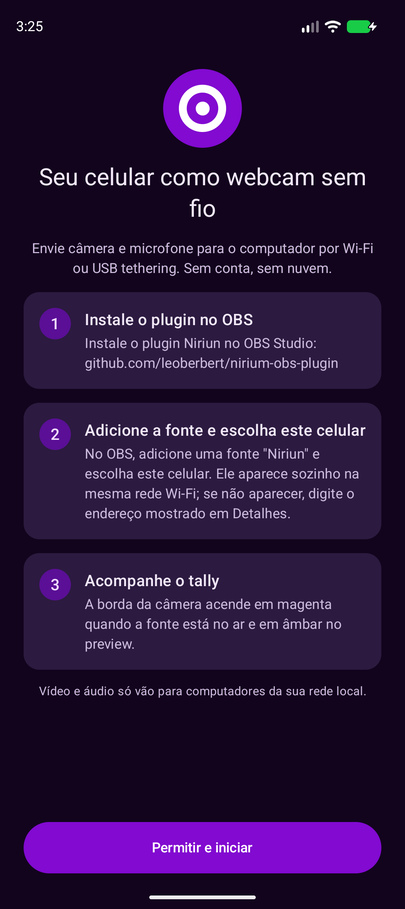 3:25
Seu celular como webcam sem
fio
Envie câmera e microfone para o computador por Wi-Fi
ou USB tethering. Sem conta, sem nuvem.
1
Instale o plugin no OBS
Instale o plugin Niriun no OBS Studio:
github.com/leoberbert/nirium-obs-plugin
2
Adicione a fonte e escolha este celular
No OBS, adicione uma fonte "Niriun" e
escolha este celular. Ele aparece sozinho na
mesma rede Wi-Fi; se não aparecer, digite o
endereço mostrado em Detalhes.
3
Acompanhe o tally
A borda da câmera acende em magenta
quando a fonte está no ar e em âmbar no
preview.
Vídeo e áudio só vão para computadores da sua rede local.
Permitir e iniciar